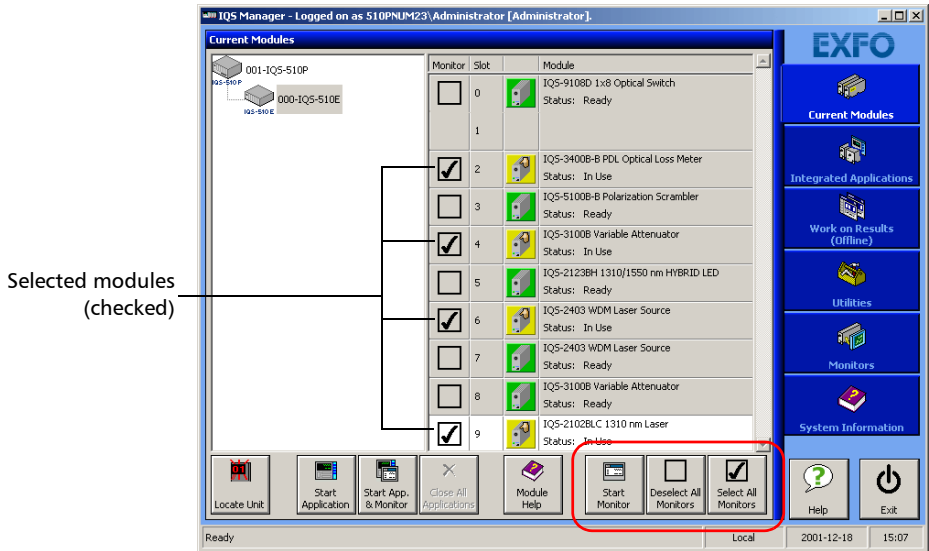 IQS Manager - Logged on as 510PNUM23\Administrator [Administrator].
Current Modules
001-IQS-510P
IQS-510 P
000-IQS-510E
IQS-510 E
Monitor Slot Module
0 IQS-9108D 1x8 Optical Switch
Status: Ready
1
2 IQS-3400B-B PDL Optical Loss Meter
Status: In Use
3 IQS-5100B-B Polarization Scrambler
Status: Ready
4 IQS-3100B Variable Attenuator
Status: In Use
5 IQS-2123BH 1310/1550 nm HYBRID LED
Status: Ready
6 IQS-2403 WDM Laser Source
Status: In Use
7 IQS-2403 WDM Laser Source
Status: Ready
8 IQS-3100B Variable Attenuator
Status: Ready
9 IQS-2102BLC 1310 nm Laser
Status: In Use
Selected modules
(checked)
EXFO
Current Modules
Integrated Applications
Work on Results
(Offline)
Utilities
Monitors
System Information
Locate Unit
Start
Application
Start App.
& Monitor
Close All
Applications
Module
Help
Start
Monitor
Deselect All
Monitors
Select All
Monitors
Help
Exit
Ready
Local
2001-12-18
15:07